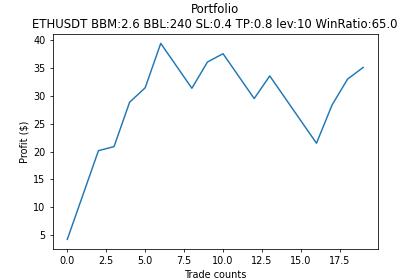 Portfolio
ETHUSDT BBM:2.6 BBL:240 SL:0.4 TP:0.8 lev:10 WinRatio:65.0
40
35
30
25
20
15
10
5
Profit ($)
0.0 2.5 5.0 7.5 10.0 12.5 15.0 17.5
Trade counts